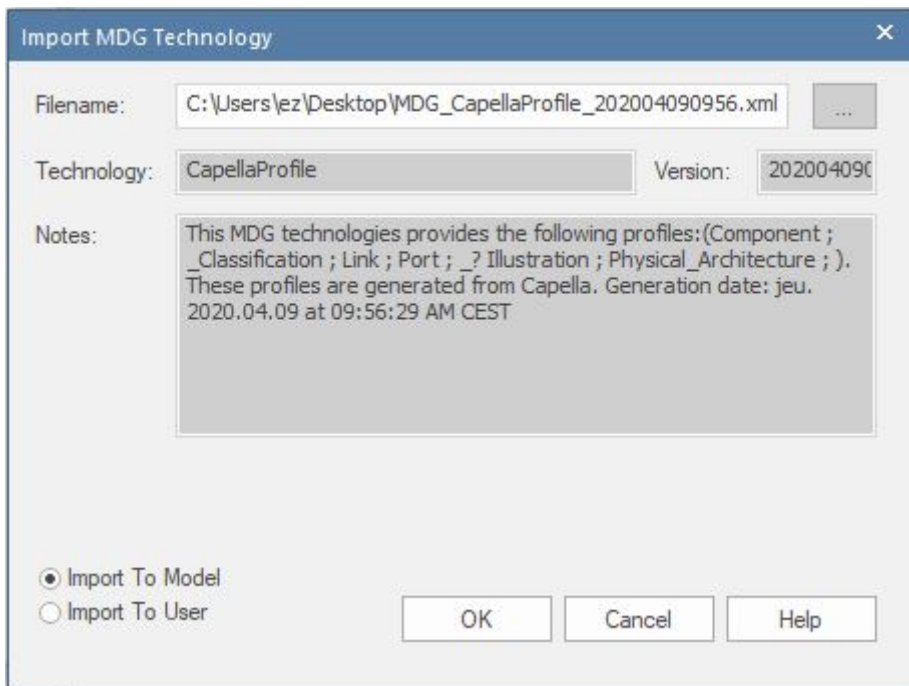 Import MDG Technology
Filename: C:\Users\ez\Desktop\MDG_CapellaProfile_202004090956.xml ...
Technology: CapellaProfile Version: 202004090
Notes: This MDG technologies provides the following profiles:(Component ;
_Classification ; Link ; Port ; _? Illustration ; Physical_Architecture ; ).
These profiles are generated from Capella. Generation date: jeu.
2020.04.09 at 09:56:29 AM CEST
Import To Model
Import To User OK Cancel Help